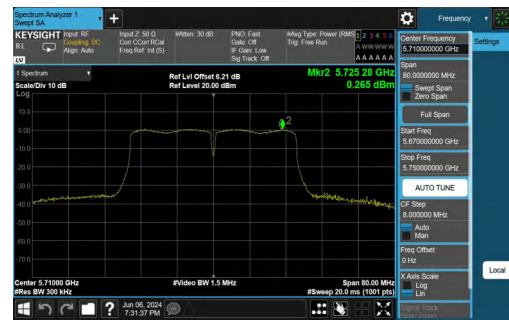 Spectrum Analyzer 1
Swept SA
KEYSIGHT
RL
Input: RF
Coupling: DC
Align: Auto
Input Z: 50 Ω
Corr CCorr RCal
Freq Ref: Int (S)
#Atten: 30 dB
PNO: Fast
Gate: Off
IF Gain: Low
Sig Track: Off
#Avg Type: Power (RMS
Trig: Free Run
1 2 3 4 5 6
A W W W W W
A A A A A A
1 Spectrum
Scale/Div 10 dB
Log
Ref Lvl Offset 6.21 dB
Ref Level 20.00 dBm
Mkr2 5.725 28 GHz
0.265 dBm
2
10.0
0.00
-10.0
-20.0
-30.0
-40.0
-50.0
-60.0
-70.0
Center 5.71000 GHz
#Res BW 300 kHz
#Video BW 1.5 MHz
Span 80.00 MHz
#Sweep 20.0 ms (1001 pts)
Jun 06, 2024
7:31:37 PM
Frequency
Settings
Center Frequency
5.710000000 GHz
Span
80.0000000 MHz
Swept Span
Zero Span
Full Span
Start Freq
5.670000000 GHz
Stop Freq
5.750000000 GHz
AUTO TUNE
CF Step
8.000000 MHz
Auto
Man
Freq Offset
0 Hz
X Axis Scale
Log
Lin
Local
Signal Track